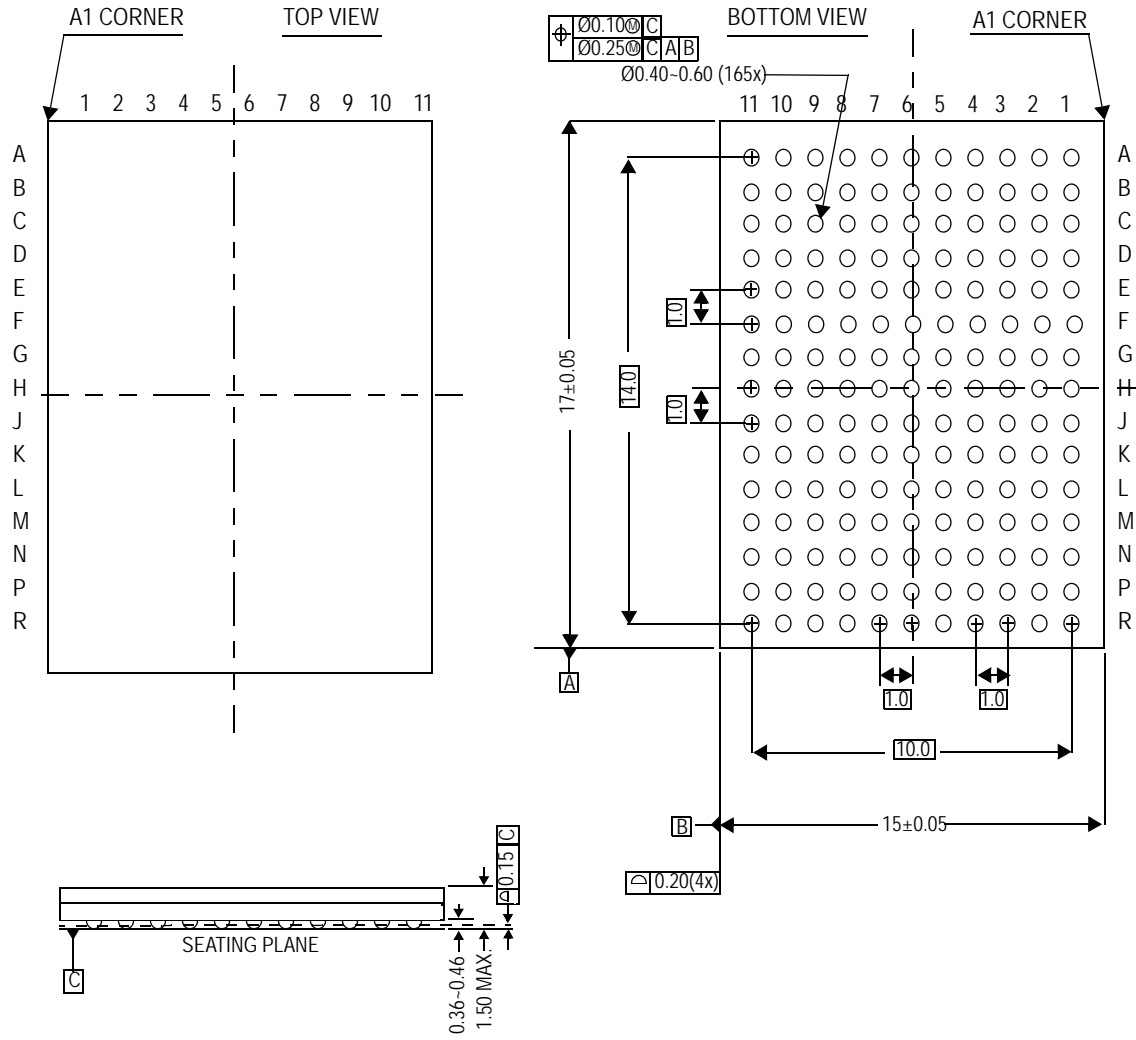 A1 CORNER
TOP VIEW
1 2 3 4 5 6 7 8 9 10 11
A
B
C
D
E
F
G
H
J
K
L
M
N
P
R
Ø0.10Ⓜ C
Ø0.25Ⓜ C A B
BOTTOM VIEW
A1 CORNER
Ø0.40~0.60 (165x)
11 10 9 8 7 6 5 4 3 2 1
A
B
C
D
E
F
G
H
J
K
L
M
N
P
R
17±0.05
14.0
1.0
1.0
A
1.0
1.0
10.0
B
15±0.05
0.20(4x)
0.15 C
SEATING PLANE
C
0.36~0.46
1.50 MAX.